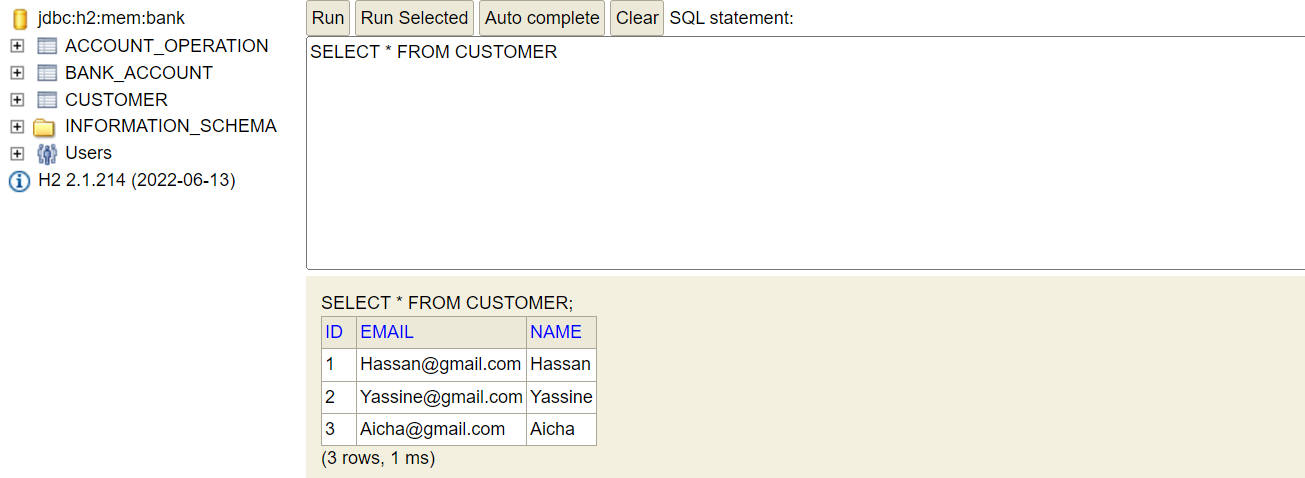 jdbc:h2:mem:bank
ACCOUNT_OPERATION
BANK_ACCOUNT
CUSTOMER
INFORMATION_SCHEMA
Users
H2 2.1.214 (2022-06-13)
Run Run Selected Auto complete Clear SQL statement:
SELECT * FROM CUSTOMER
SELECT * FROM CUSTOMER;
ID EMAIL NAME
1 Hassan@gmail.com Hassan
2 Yassine@gmail.com Yassine
3 Aicha@gmail.com Aicha
(3 rows, 1 ms)